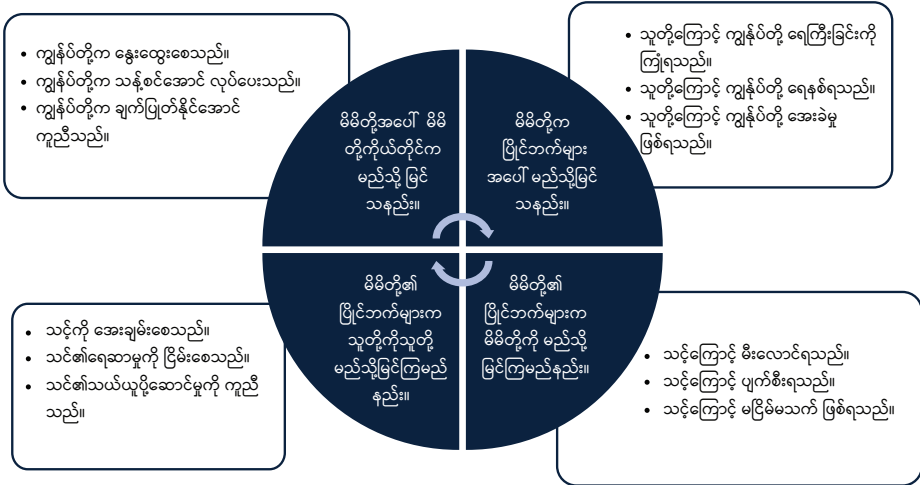 • ကျွန်ုပ်တို့က နွေးထွေးစေသည်။
• ကျွန်ုပ်တို့က သန့်စင်အောင် လုပ်ပေးသည်။
• ကျွန်ုပ်တို့က ချက်ပြုတ်နိုင်အောင်
ကူညီသည်။
• သူတို့ကြောင့် ကျွန်ုပ်တို့ ရေကြီးခြင်းကို
ကြုံရသည်။
• သူတို့ကြောင့် ကျွန်ုပ်တို့ ရေနစ်ရသည်။
• သူတို့ကြောင့် ကျွန်ုပ်တို့ အေးခဲမှု
ဖြစ်ရသည်။
မိမိတို့အပေါ် မိမိ
တို့ကိုယ်တိုင်က
မည်သို့ မြင်
သနည်း။
မိမိတို့က
ပြိုင်ဘက်များ
အပေါ် မည်သို့မြင်
သနည်း။
မိမိတို့၏
ပြိုင်ဘက်များက
သူတို့ကိုသူတို့
မည်သို့မြင်ကြမည်
နည်း။
မိမိတို့၏
ပြိုင်ဘက်များက
မိမိတို့ကို မည်သို့
မြင်ကြမည်နည်း။
• သင့်ကို အေးချမ်းစေသည်။
• သင်၏ရေဆာမှုကို ငြိမ်းစေသည်။
• သင်၏သယ်ယူပို့ဆောင်မှုကို ကူညီ
သည်။
• သင့်ကြောင့် မီးလောင်ရသည်။
• သင့်ကြောင့် ပျက်စီးရသည်။
• သင့်ကြောင့် မငြိမ်မသက် ဖြစ်ရသည်။